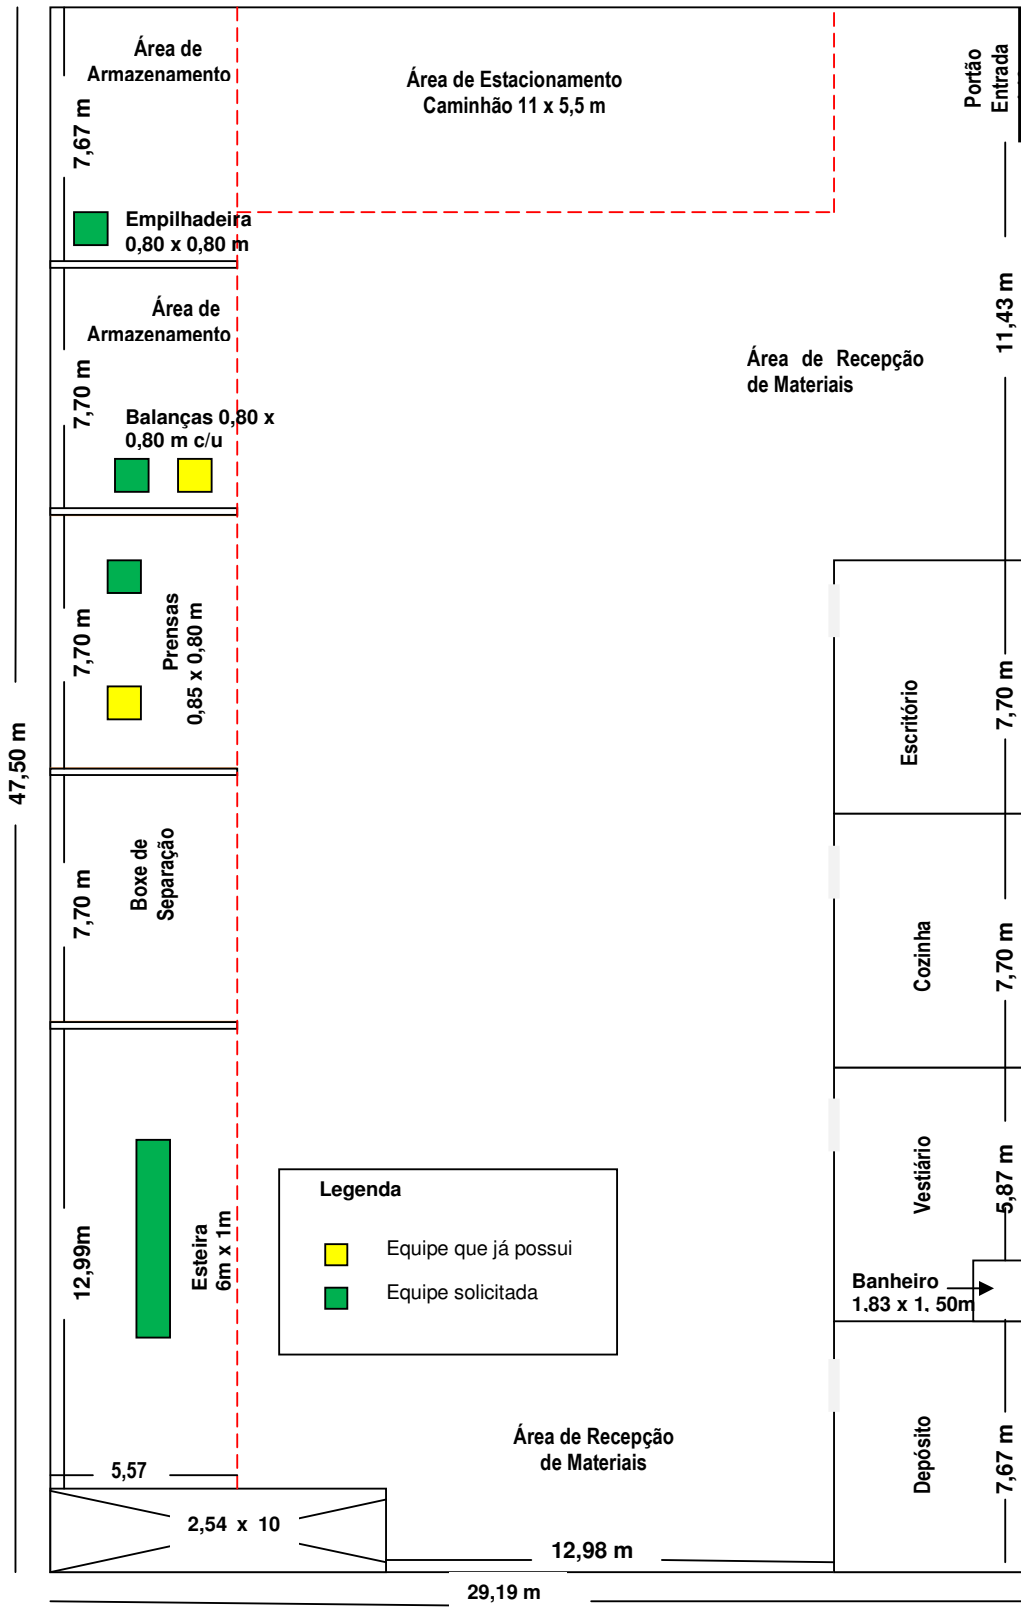 Área de
Armazenamento
7,67 m
Empilhadeira
0,80 x 0,80 m
Área de Estacionamento
Caminhão 11 x 5,5 m
Portão
Entrada
11,43 m
Área de
Armazenamento
7,70 m
Balanças 0,80 x
0,80 m c/u
Área de Recepção
de Materiais
7,70 m
Prensas
0,85 x 0,80 m
Escritório
7,70 m
47,50 m
7,70 m
Boxe de
Separação
Cozinha
7,70 m
12,99m
Esteira
6m x 1m
Legenda
Equipe que já possui
Equipe solicitada
Vestiário
5,87 m
Banheiro
1,83 x 1, 50m
Área de Recepção
de Materiais
Depósito
7,67 m
5,57
2,54 x 10
12,98 m
29,19 m